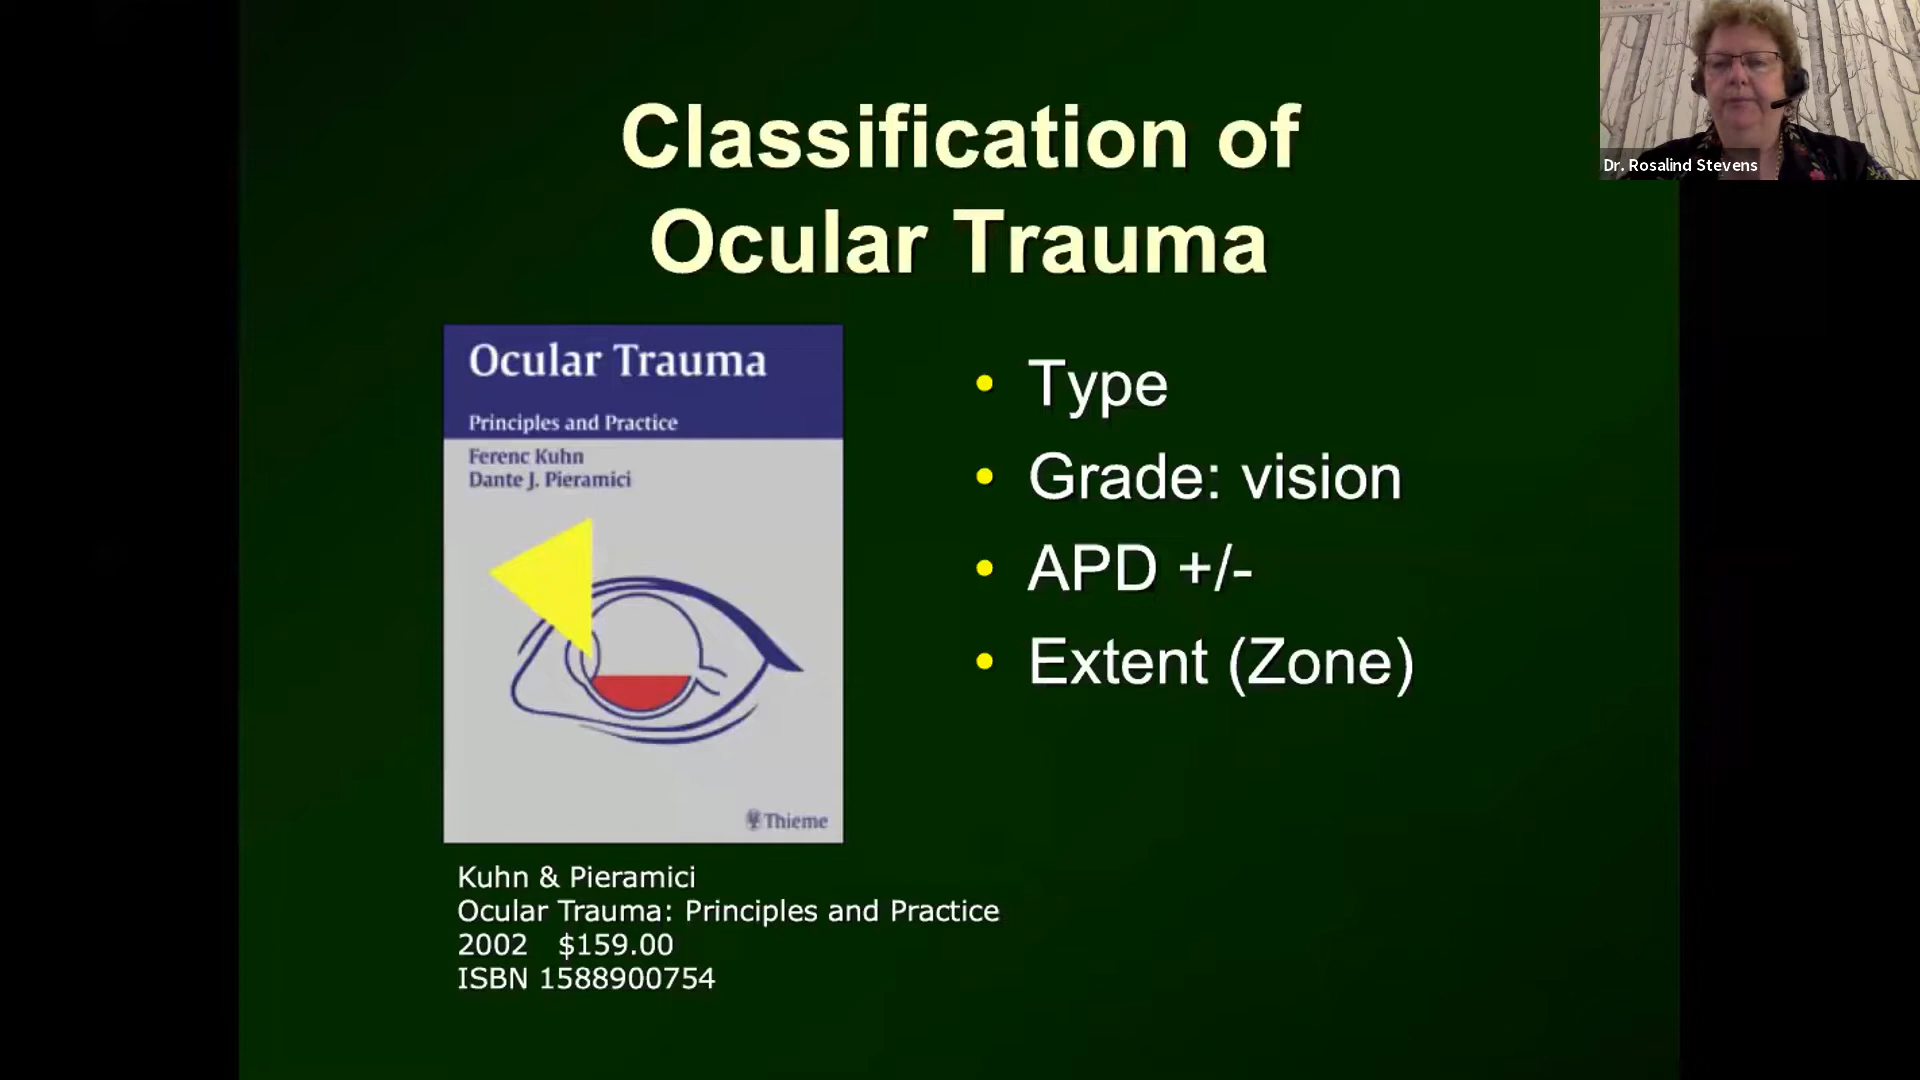 Classification of
Ocular Trauma
Ocular Trauma
Principles and Practice
Ferenc Kuhn
Dante J. Pieramici
Thieme
Kuhn & Pieramici
Ocular Trauma: Principles and Practice
2002 $159.00
ISBN 1588900754
• Type
• Grade: vision
• APD +/-
• Extent (Zone)
Dr. Rosalind Stevens